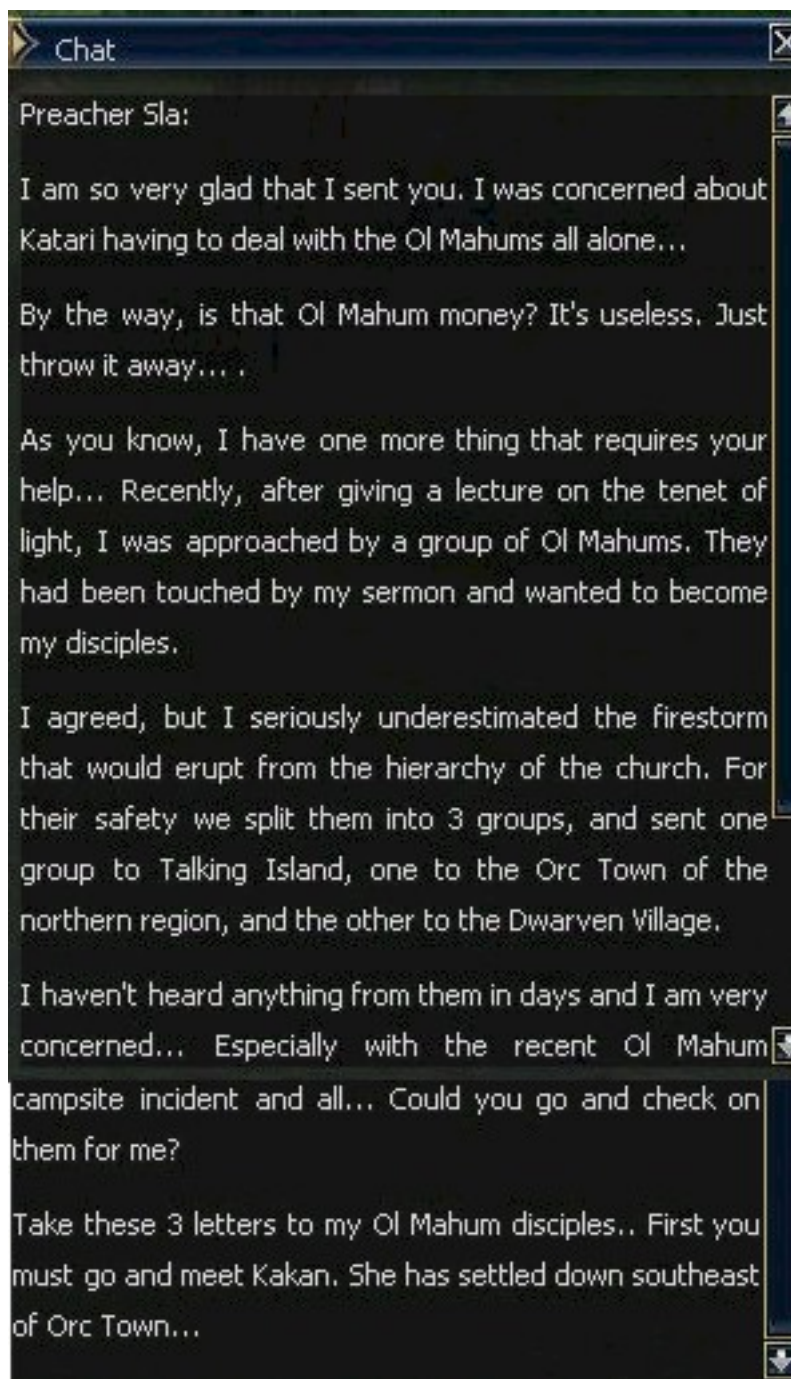 Chat
Preacher Sla:
I am so very glad that I sent you. I was concerned about
Katari having to deal with the Ol Mahums all alone...
By the way, is that Ol Mahum money? It's useless. Just
throw it away... .
As you know, I have one more thing that requires your
help... Recently, after giving a lecture on the tenet of
light, I was approached by a group of Ol Mahums. They
had been touched by my sermon and wanted to become
my disciples.
I agreed, but I seriously underestimated the firestorm
that would erupt from the hierarchy of the church. For
their safety we split them into 3 groups, and sent one
group to Talking Island, one to the Orc Town of the
northern region, and the other to the Dwarven Village.
I haven't heard anything from them in days and I am very
concerned... Especially with the recent Ol Mahum
campsite incident and all... Could you go and check on
them for me?
Take these 3 letters to my Ol Mahum disciples.. First you
must go and meet Kakan. She has settled down southeast
of Orc Town...